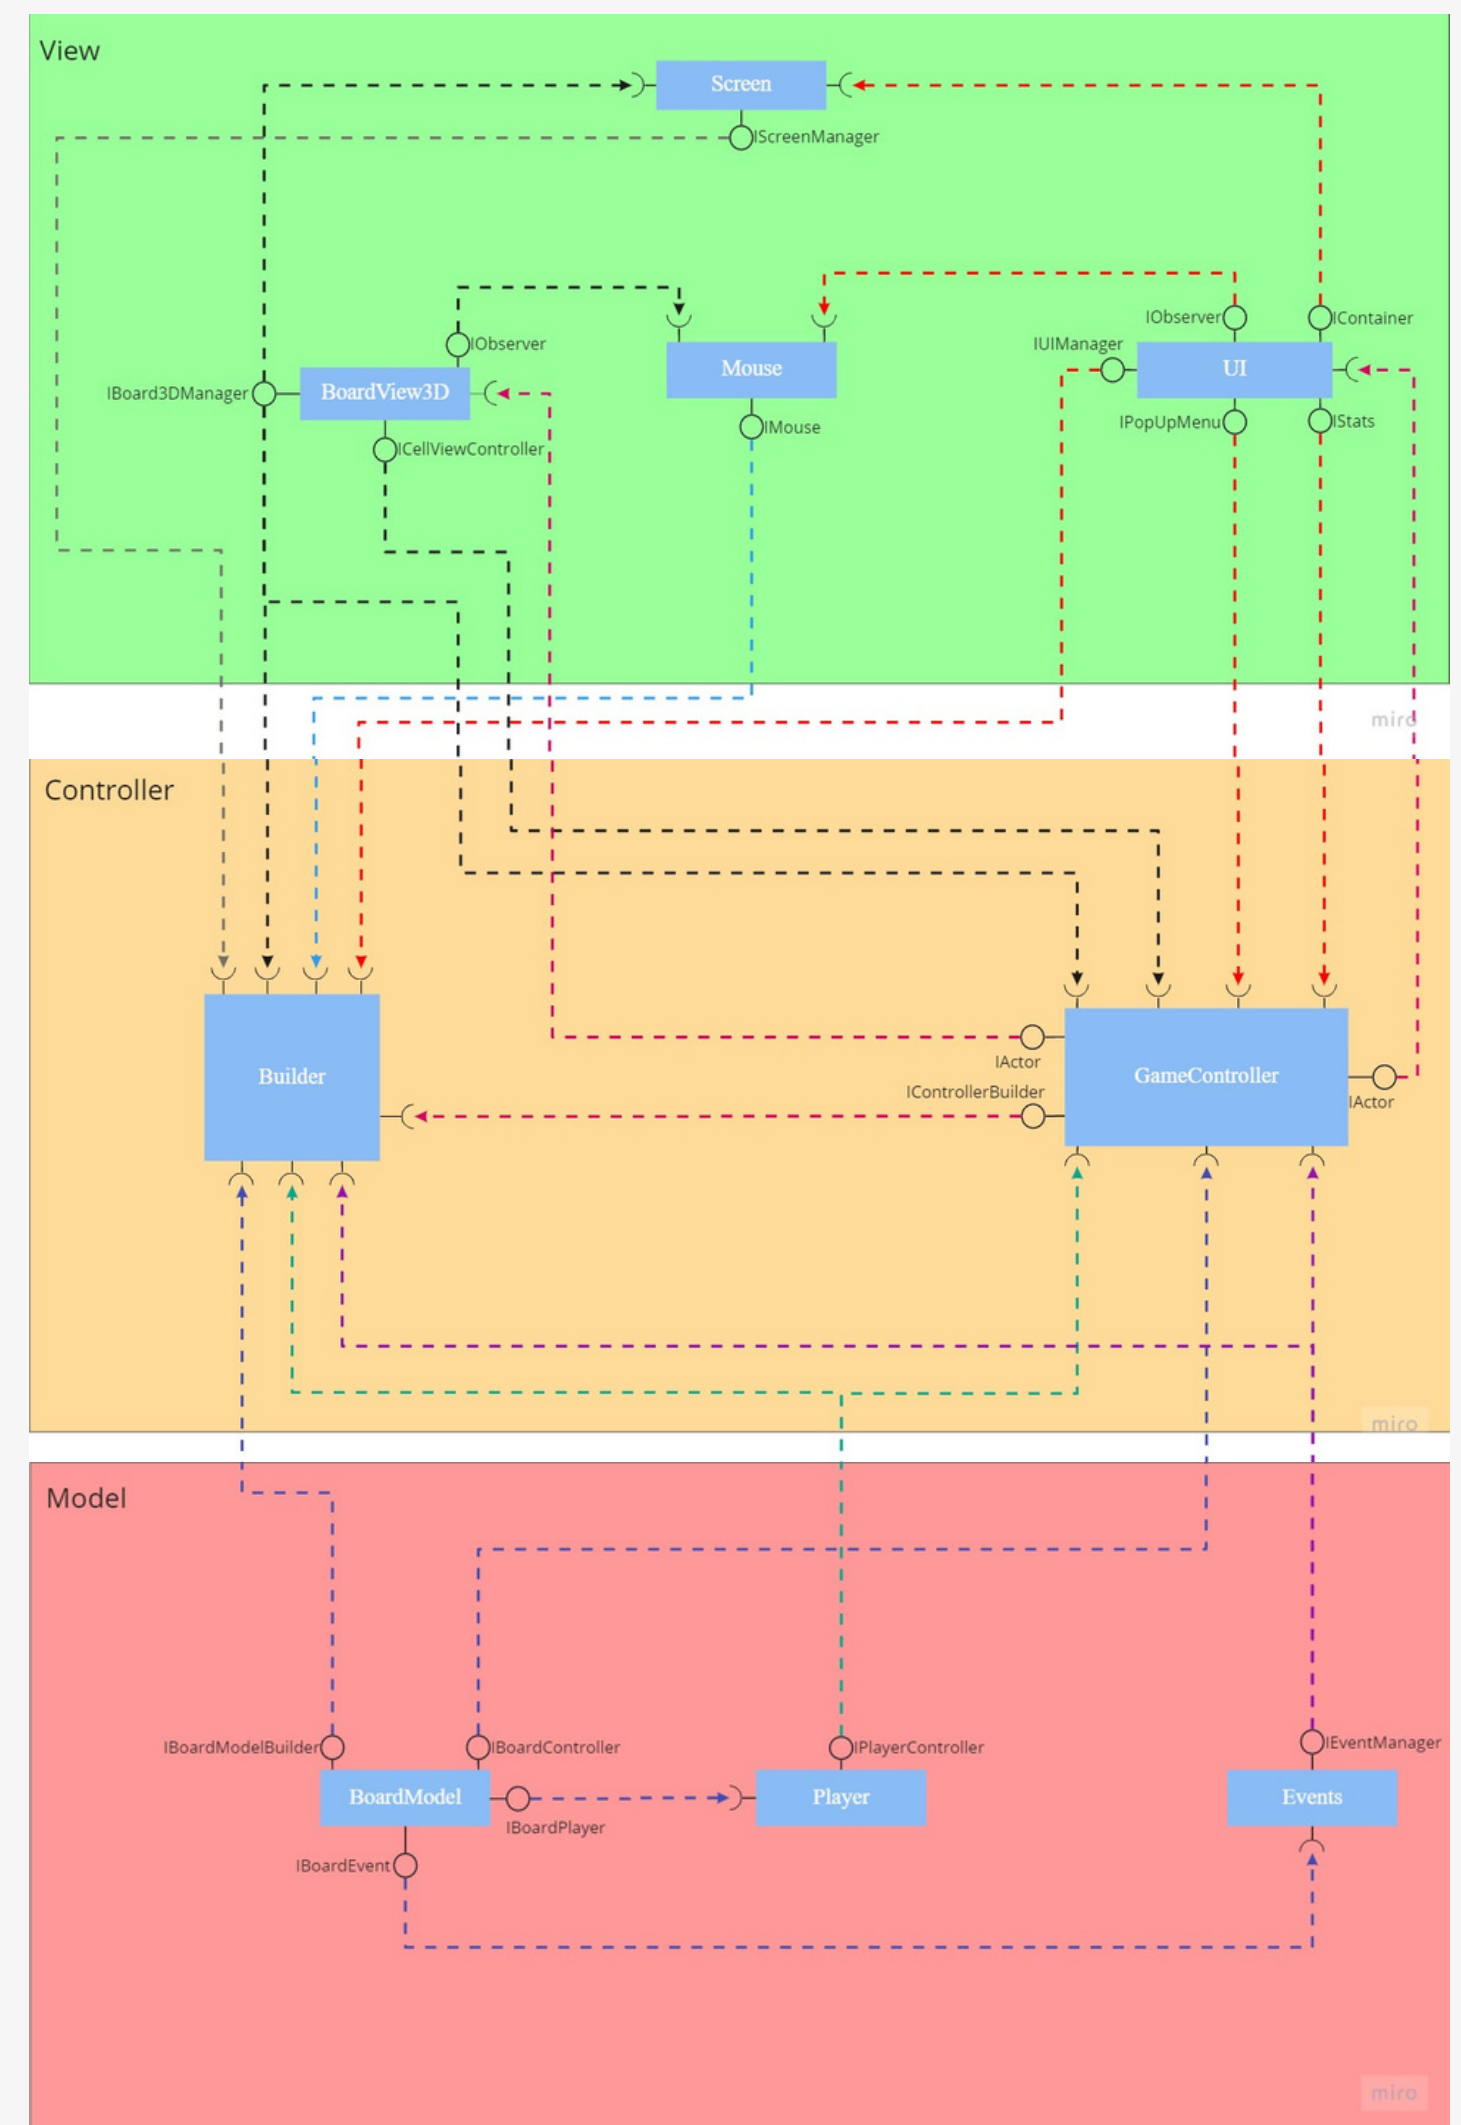 View
Screen
IScreenManager
IObserver
IContainer
IObserver
IUIManager
Mouse
UI
IBoard3DManager
BoardView3D
IPopUpMenu
IStats
IMouse
ICellViewController
miro
Controller
IActor
Builder
GameController
IControllerBuilder
IActor
miro
Model
IBoardModelBuilder
IBoardController
IPlayerController
IEventManager
BoardModel
Player
Events
IBoardPlayer
IBoardEvent
miro